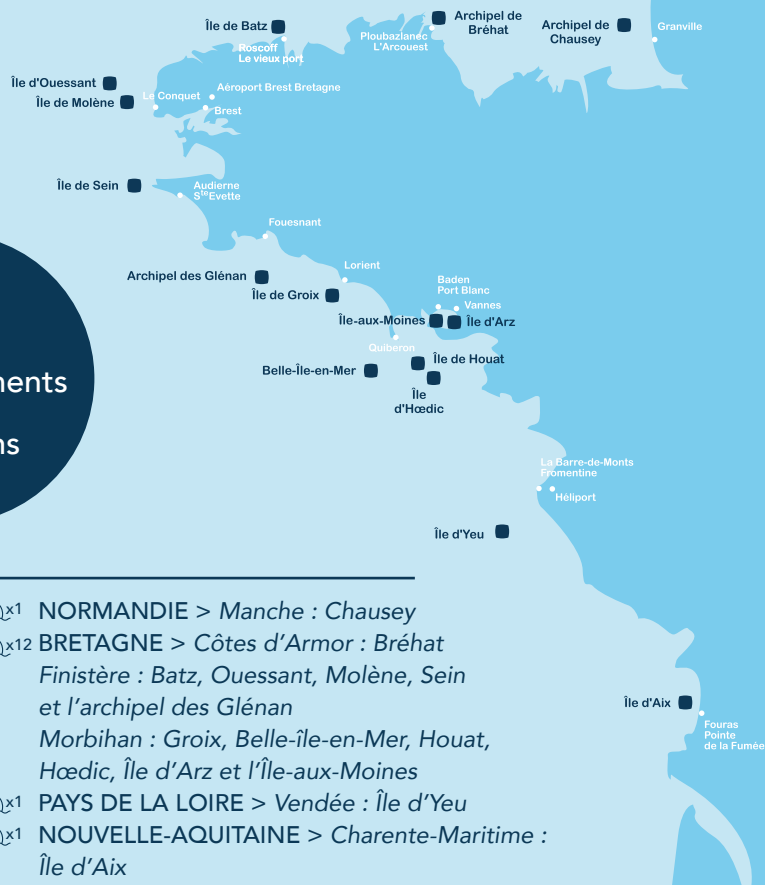 Île de Batz
Roscoff
Le vieux port
Ploubazlanec
L'Arcouest
Archipel de
Bréhat
Archipel de
Chausey
Granville
Île d'Ouessant
Île de Molène
Le Conquet
Aéroport Brest Bretagne
Brest
Île de Sein
Audierne
SteEvette
Fouesnant
Archipel des Glénan
Lorient
Île de Groix
Baden
Port Blanc
Vannes
Île-aux-Moines
Île d'Arz
Quiberon
Île de Houat
Belle-Île-en-Mer
Île
d'Hœdic
ments
ns
La Barre-de-Monts
Fromentine
Héliport
Île d'Yeu
Île d'Aix
Fouras
Pointe
de la Fumée
x1 NORMANDIE > Manche : Chausey
x12 BRETAGNE > Côtes d'Armor : Bréhat
Finistère : Batz, Ouessant, Molène, Sein
et l'archipel des Glénan
Morbihan : Groix, Belle-île-en-Mer, Houat,
Hœdic, Île d'Arz et l'Île-aux-Moines
x1 PAYS DE LA LOIRE > Vendée : Île d'Yeu
x1 NOUVELLE-AQUITAINE > Charente-Maritime :
Île d'Aix